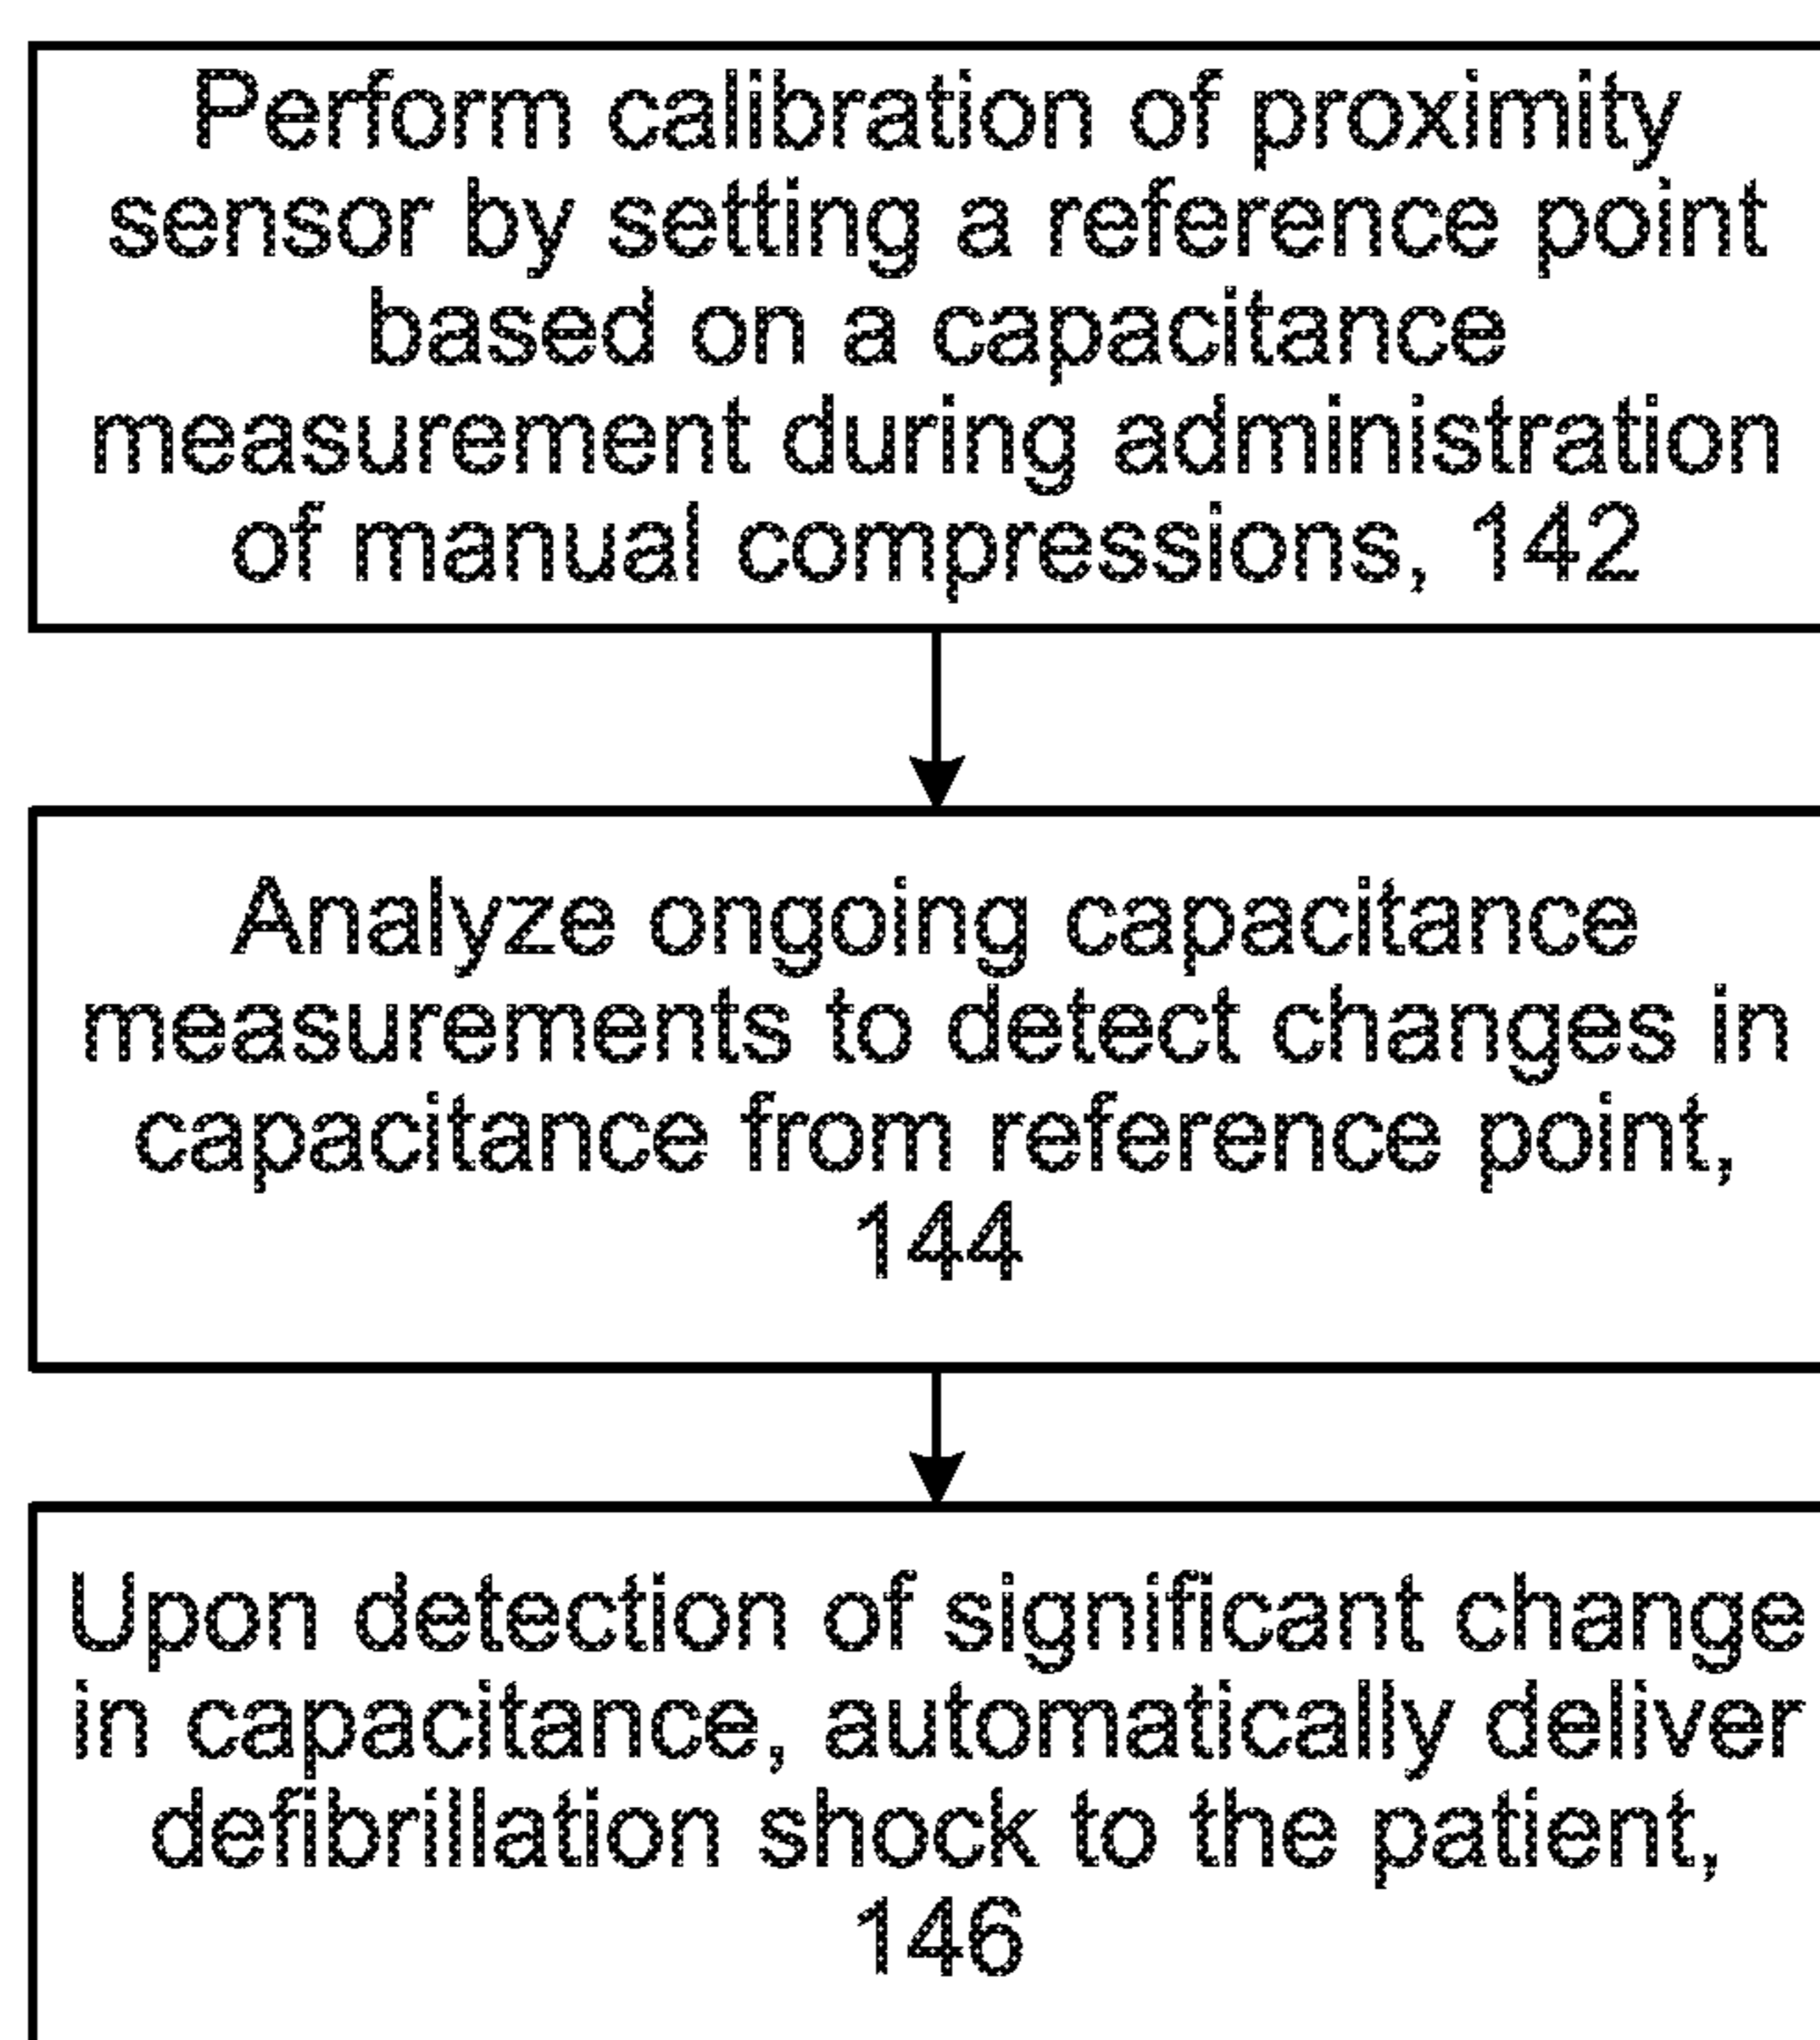 Perform calibration of proximity
sensor by setting a reference point
based on a capacitance
measurement during administration
of manual compressions, 142
Analyze ongoing capacitance
measurements to detect changes in
capacitance from reference point,
144
Upon detection of significant change
in capacitance, automatically deliver
defibrillation shock to the patient,
146